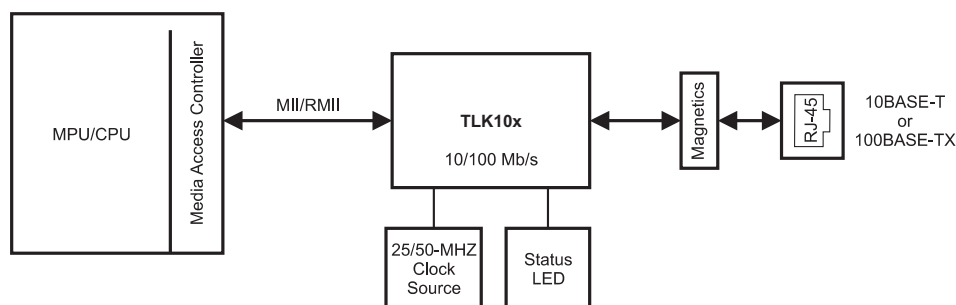 MPU/CPU
Media Access Controller
MII/RMII
TLK10x
10/100 Mb/s
Magnetics
RJ-45
10BASE-T
or
100BASE-TX
25/50-MHZ
Clock
Source
Status
LED